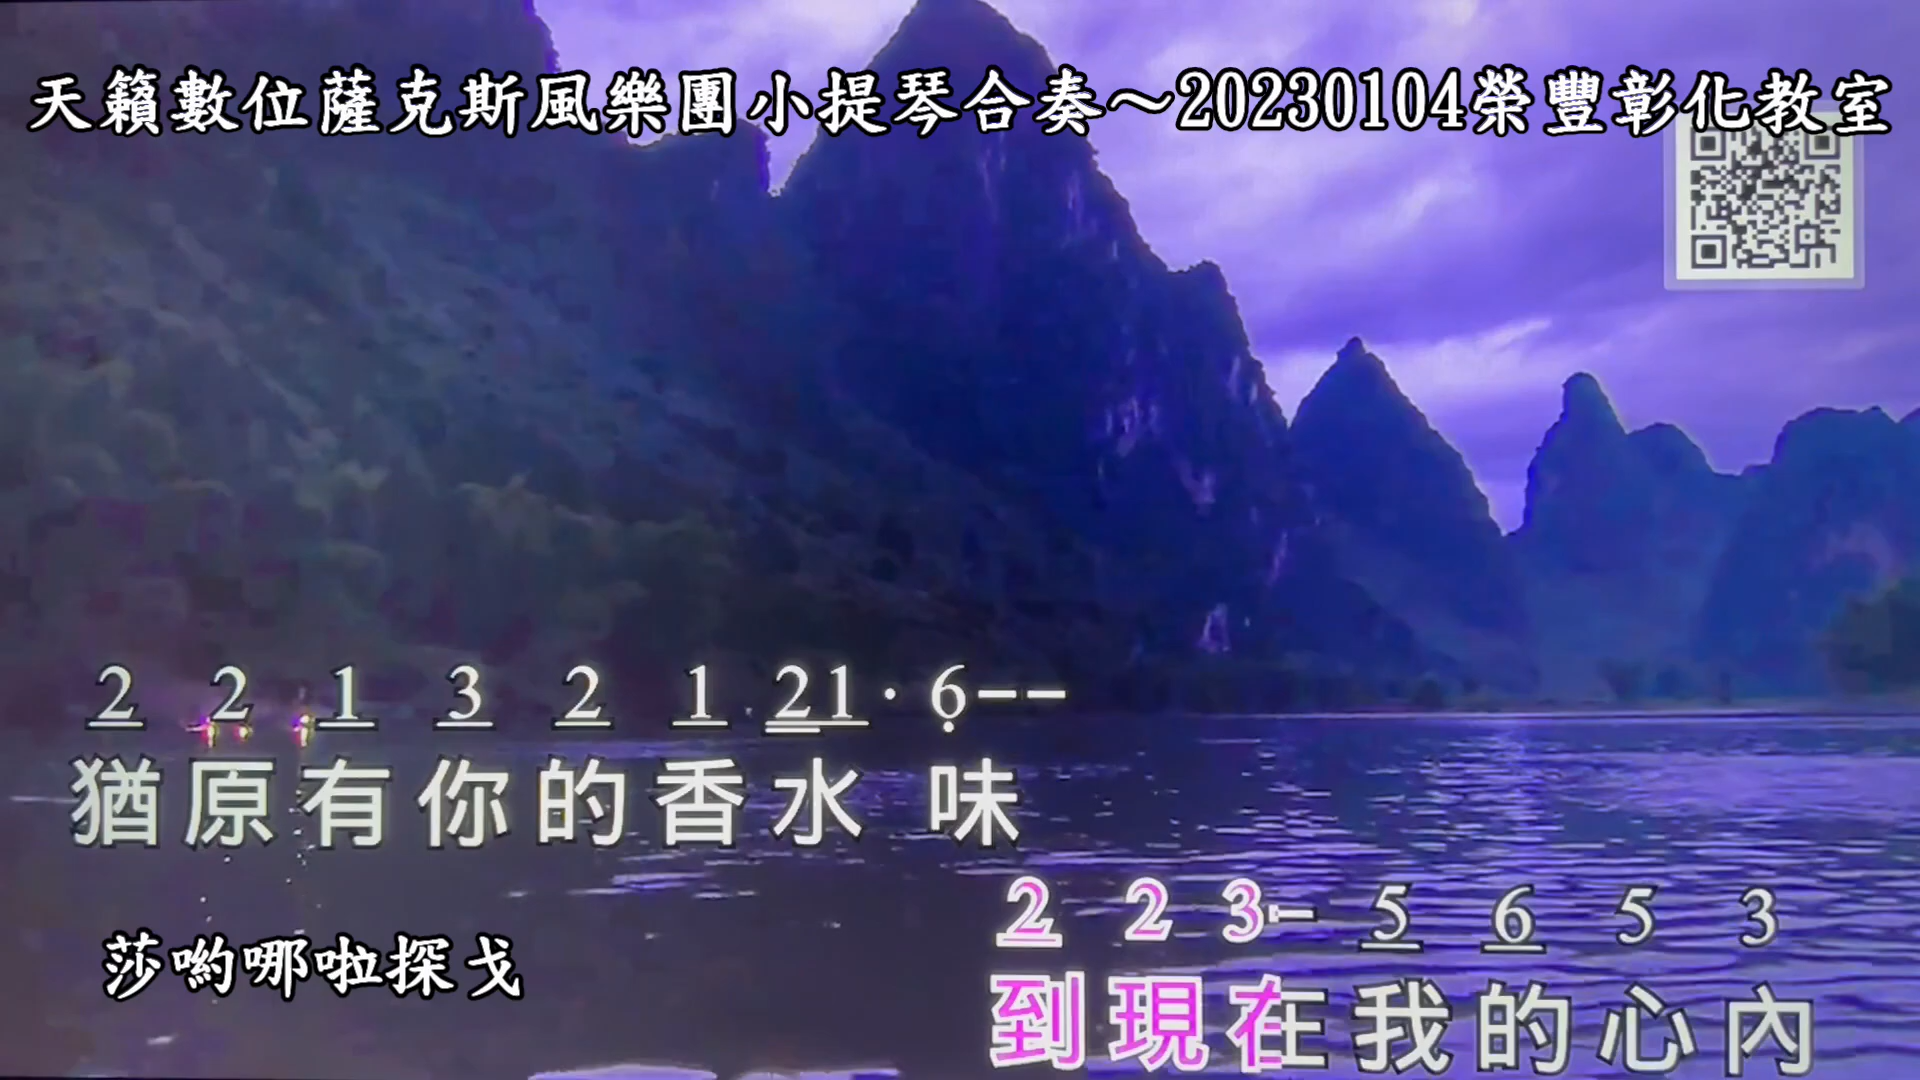 天籟數位薩克斯風樂團小提琴合奏～20230104榮豐彰化教室
2 2 1 3 2 1 21· 6--
猶原有你的香水 味
2 2 3- 5 6 5 3
到現在我的心內
莎喲哪啦探戈